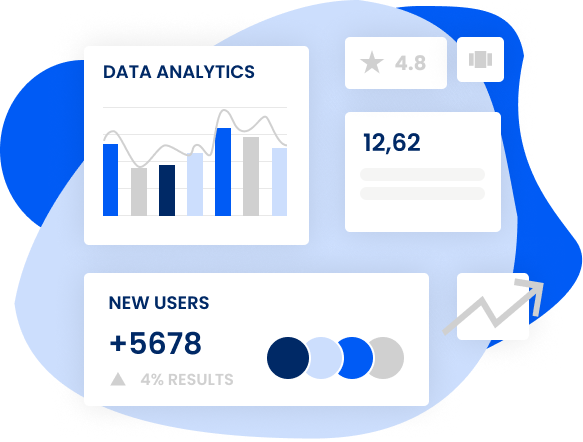 DATA ANALYTICS
4.8
12,62
NEW USERS
+5678
4% RESULTS